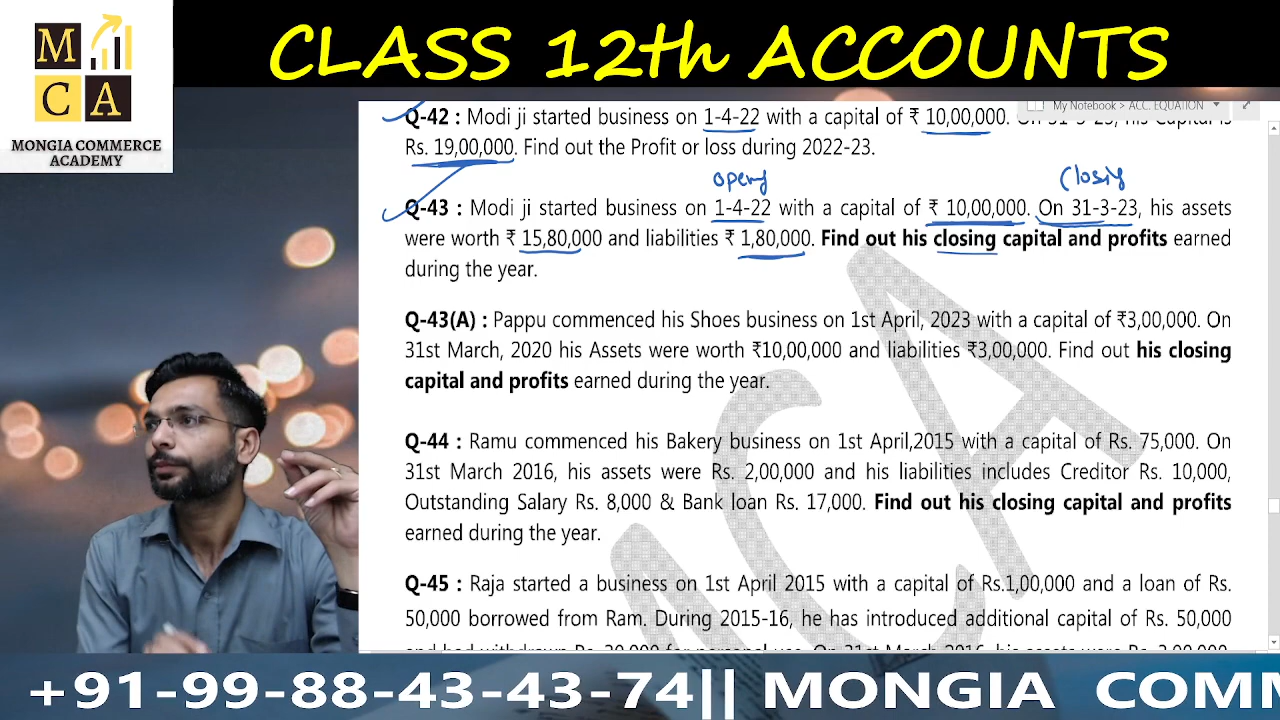 M
C A
MONGIA COMMERCE
ACADEMY
CLASS 12th ACCOUNTS
My Notebook > ACC. EQUATION
Q-42 : Modi ji started business on 1-4-22 with a capital of ₹ 10,00,000.
Rs. 19,00,000. Find out the Profit or loss during 2022-23.
openg
Closig
Q-43 : Modi ji started business on 1-4-22 with a capital of ₹ 10,00,000. On 31-3-23, his assets
were worth ₹ 15,80,000 and liabilities ₹ 1,80,000. Find out his closing capital and profits earned
during the year.
Q-43(A) : Pappu commenced his Shoes business on 1st April, 2023 with a capital of ₹3,00,000. On
31st March, 2020 his Assets were worth ₹10,00,000 and liabilities ₹3,00,000. Find out his closing
capital and profits earned during the year.
Q-44 : Ramu commenced his Bakery business on 1st April,2015 with a capital of Rs. 75,000. On
31st March 2016, his assets were Rs. 2,00,000 and his liabilities includes Creditor Rs. 10,000,
Outstanding Salary Rs. 8,000 & Bank loan Rs. 17,000. Find out his closing capital and profits
earned during the year.
Q-45 : Raja started a business on 1st April 2015 with a capital of Rs.1,00,000 and a loan of Rs.
50,000 borrowed from Ram. During 2015-16, he has introduced additional capital of Rs. 50,000
+91-99-88-43-43-74|| MONGIA COMM